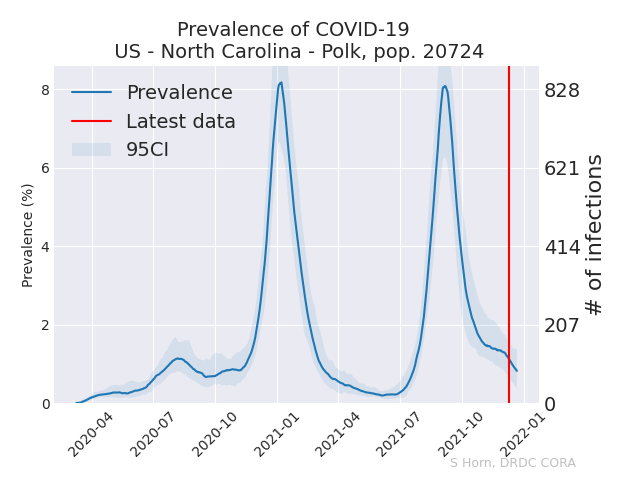 Prevalence of COVID-19
US - North Carolina - Polk, pop. 20724
Prevalence
Latest data
95CI
Prevalence (%)
8
6
4
2
0
828
621
414
207
0
# of infections
2020-04
2020-07
2020-10
2021-01
2021-04
2021-07
2021-10
2022-01
S Horn, DRDC CORA